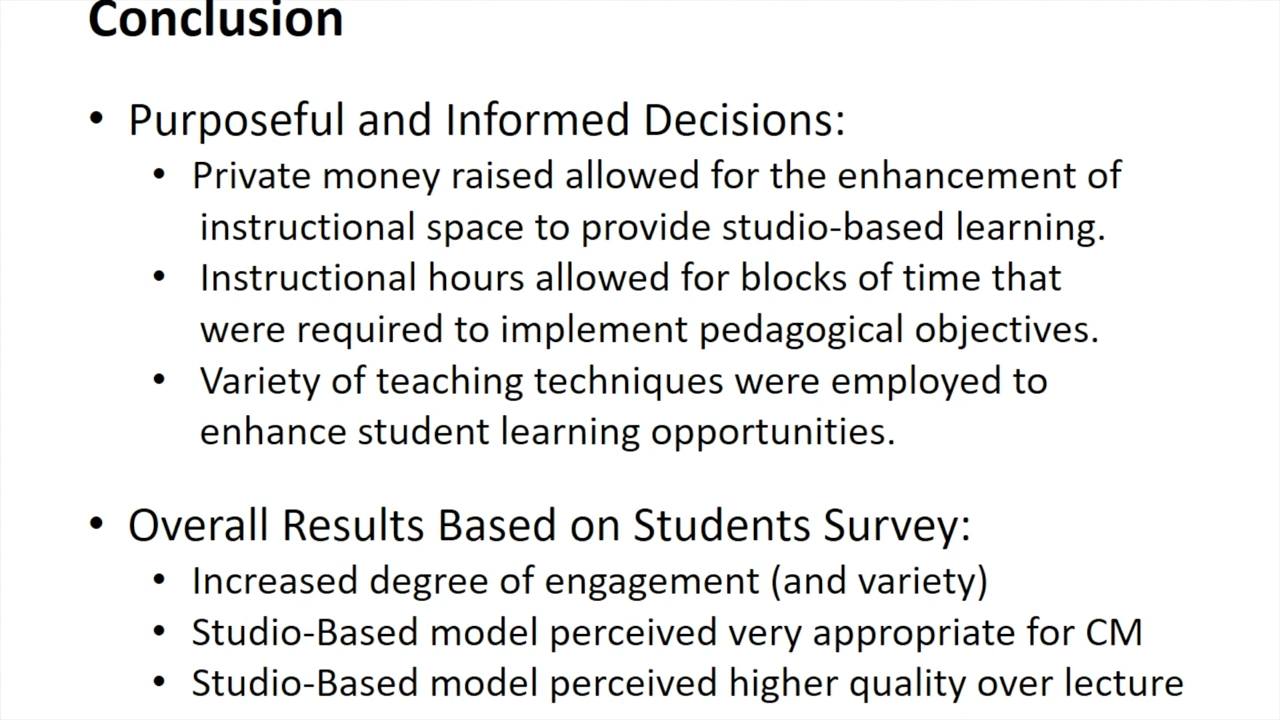 Conclusion
• Purposeful and Informed Decisions:
• Private money raised allowed for the enhancement of
instructional space to provide studio-based learning.
• Instructional hours allowed for blocks of time that
were required to implement pedagogical objectives.
• Variety of teaching techniques were employed to
enhance student learning opportunities.
• Overall Results Based on Students Survey:
• Increased degree of engagement (and variety)
• Studio-Based model perceived very appropriate for CM
• Studio-Based model perceived higher quality over lecture